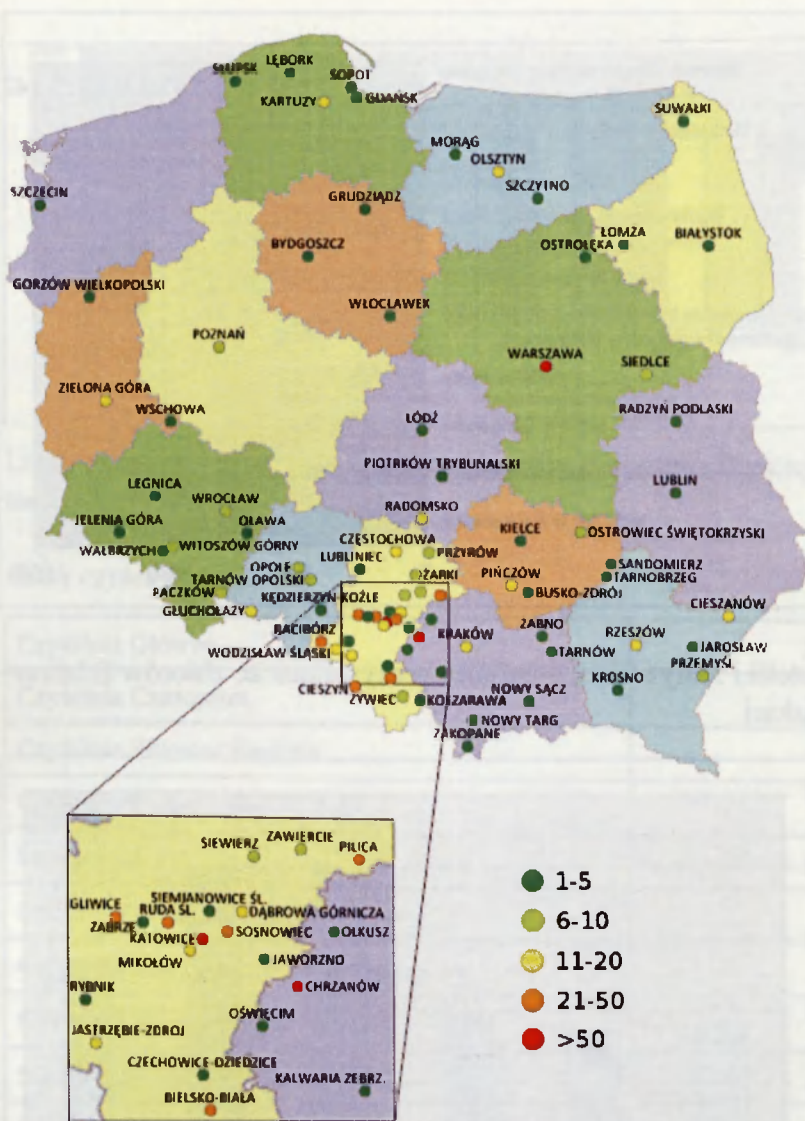 LĘBORK
SŁUPSK
SOPOT
GDAŃSK
KARTUZY
SUWAŁKI
MORĄG
OLSZTYN
SZCZYTNO
SZCZECIN
GRUDZIĄDZ
BYDGOSZCZ
OSTROŁĘKA
ŁOMZA
BIAŁYSTOK
GORZÓW WIELKOPOLSKI
WŁOCŁAWEK
POZNAŃ
WARSZAWA
SIEDLCE
ZIELONA GÓRA
WSCHOWA
ŁÓDŹ
RADZYŃ PODLASKI
PIOTRKÓW TRYBUNALSKI
LUBLIN
LEGNICA
WROCŁAW
RADOMSKO
JELENIA GÓRA
OŁAWA
WAŁBRZYCH
WITOSZÓW GÓRNY
CZĘSTOCHOWA
KIELCE
OSTROWIEC ŚWIĘTOKRZYSKI
LUBLINIEC
PRZYRÓW
OPOLE
TARNÓW OPOLSKI
ŻARKI
PIŃCZÓW
SANDOMIERZ
TARNOBRZEG
PACZKÓW
KĘDZIERZYN-KOŹLE
BUSKO-ZDRÓJ
GŁUCHOŁAZY
CIESZANÓW
RACIBÓRZ
ŻABNO
KRAKÓW
RZESZÓW
JAROSŁAW
WODZISŁAW ŚLĄSKI
TARNÓW
PRZEMYŚL
CIESZYN
ŻYWIEC
KOSZARAWA
NOWY SĄCZ
KROSNO
NOWY TARG
ZAKOPANE
SIEWIERZ
ZAWIERCIE
PILICA
GLIWICE
SIEMIANOWICE ŚL.
RUDA ŚL.
DĄBROWA GÓRNICZA
ZABRZE
KATOWICE
SOSNOWIEC
OLKUSZ
MIKOŁÓW
JAWORZNO
CHRZANÓW
RYBNIK
OŚWIĘCIM
JASTRZĘBIE-ZDROJ
CZECHOWICE-DZIEDZICE
KALWARIA ZEBRZ.
BIELSKO-BIAŁA
1-5
6-10
11-20
21-50
>50